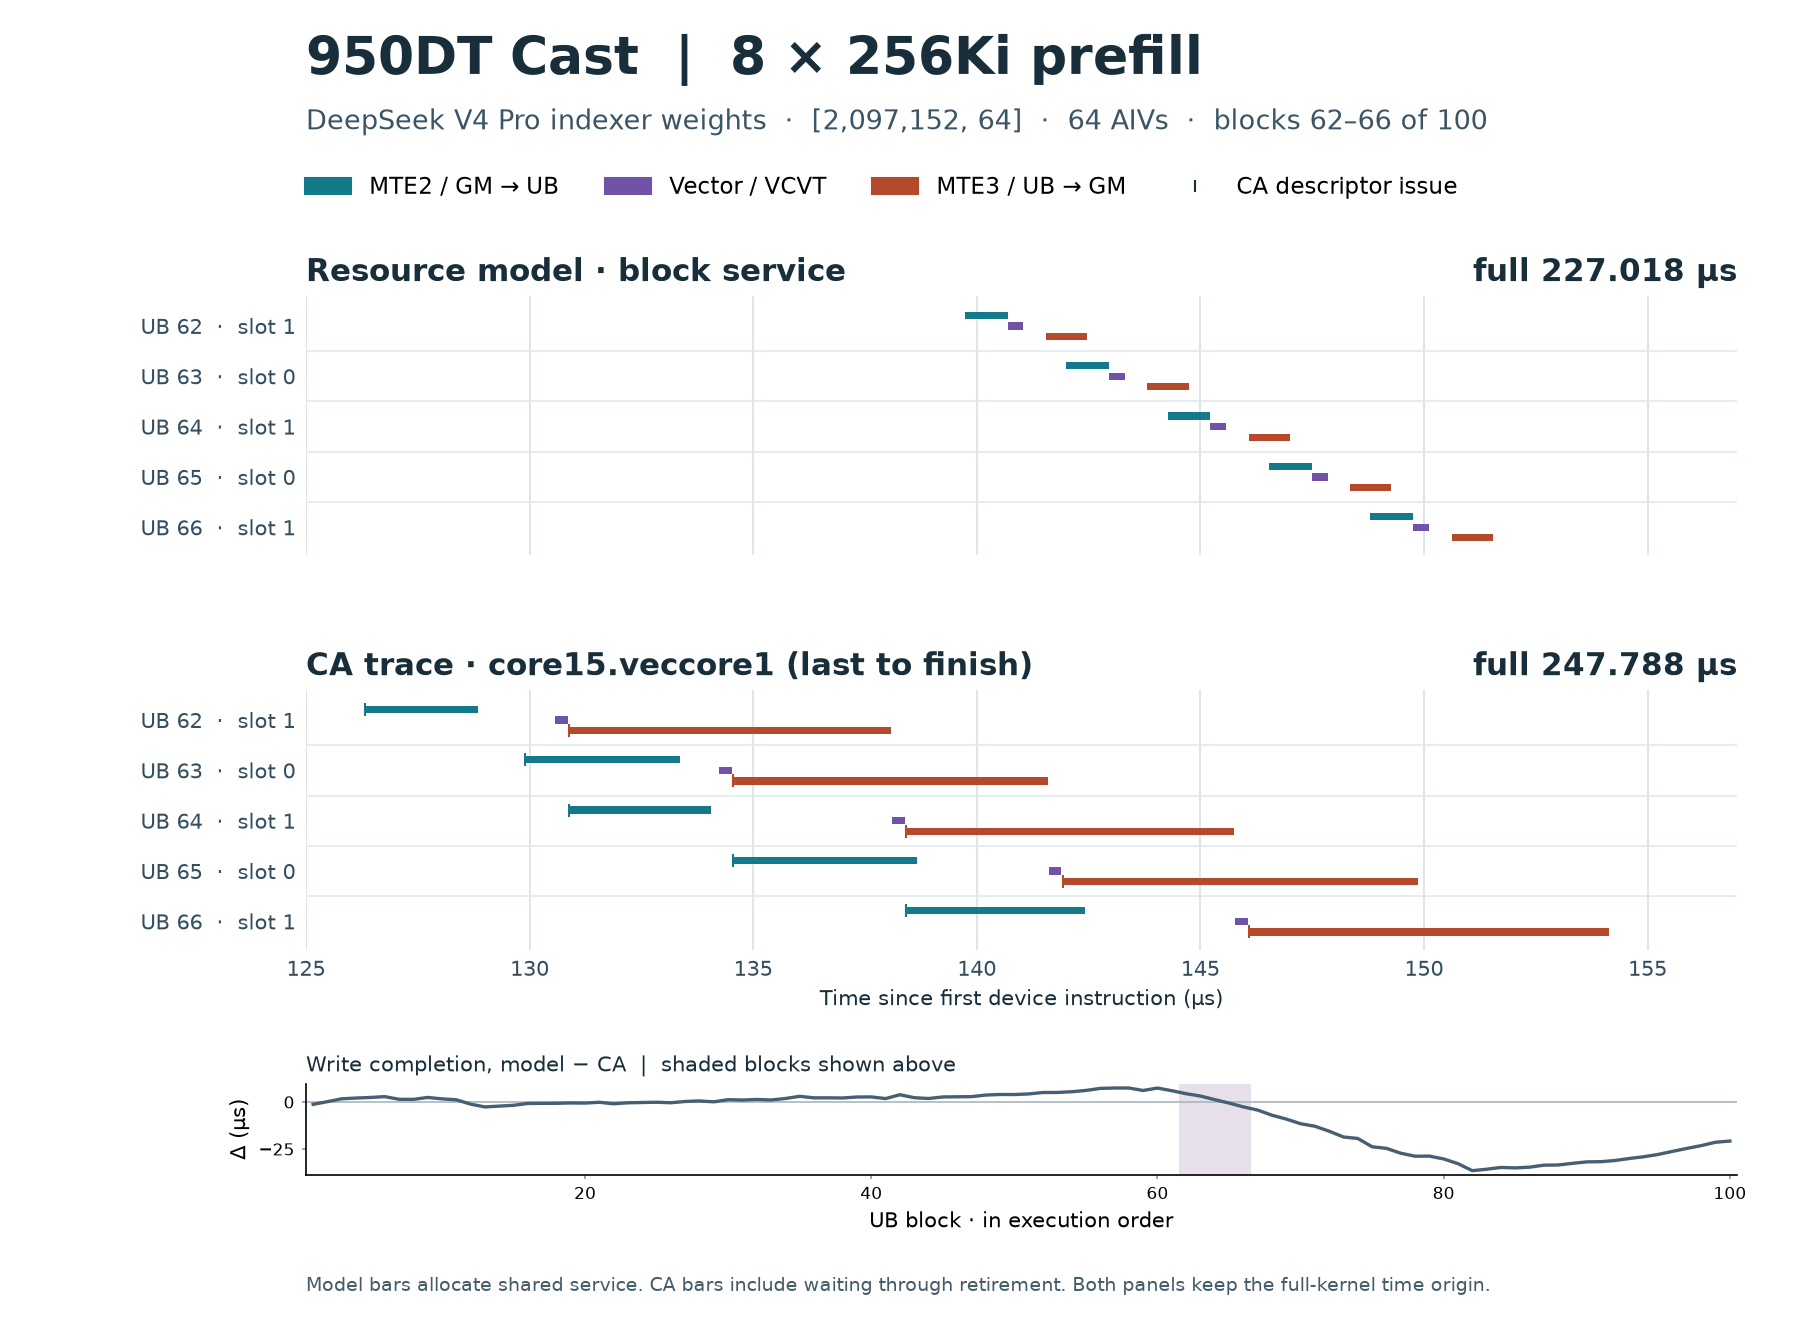 950DT Cast | 8 × 256Ki prefill
DeepSeek V4 Pro indexer weights · [2,097,152, 64] · 64 AIVs · blocks 62–66 of 100
MTE2 / GM → UB
Vector / VCVT
MTE3 / UB → GM
CA descriptor issue
Resource model · block service
full 227.018 µs
UB 62 · slot 1
UB 63 · slot 0
UB 64 · slot 1
UB 65 · slot 0
UB 66 · slot 1
CA trace · core15.veccore1 (last to finish)
full 247.788 µs
UB 62 · slot 1
UB 63 · slot 0
UB 64 · slot 1
UB 65 · slot 0
UB 66 · slot 1
125 130 135 140 145 150 155
Time since first device instruction (µs)
Write completion, model − CA | shaded blocks shown above
Δ (µs)
0
−25
20 40 60 80 100
UB block · in execution order
Model bars allocate shared service. CA bars include waiting through retirement. Both panels keep the full-kernel time origin.